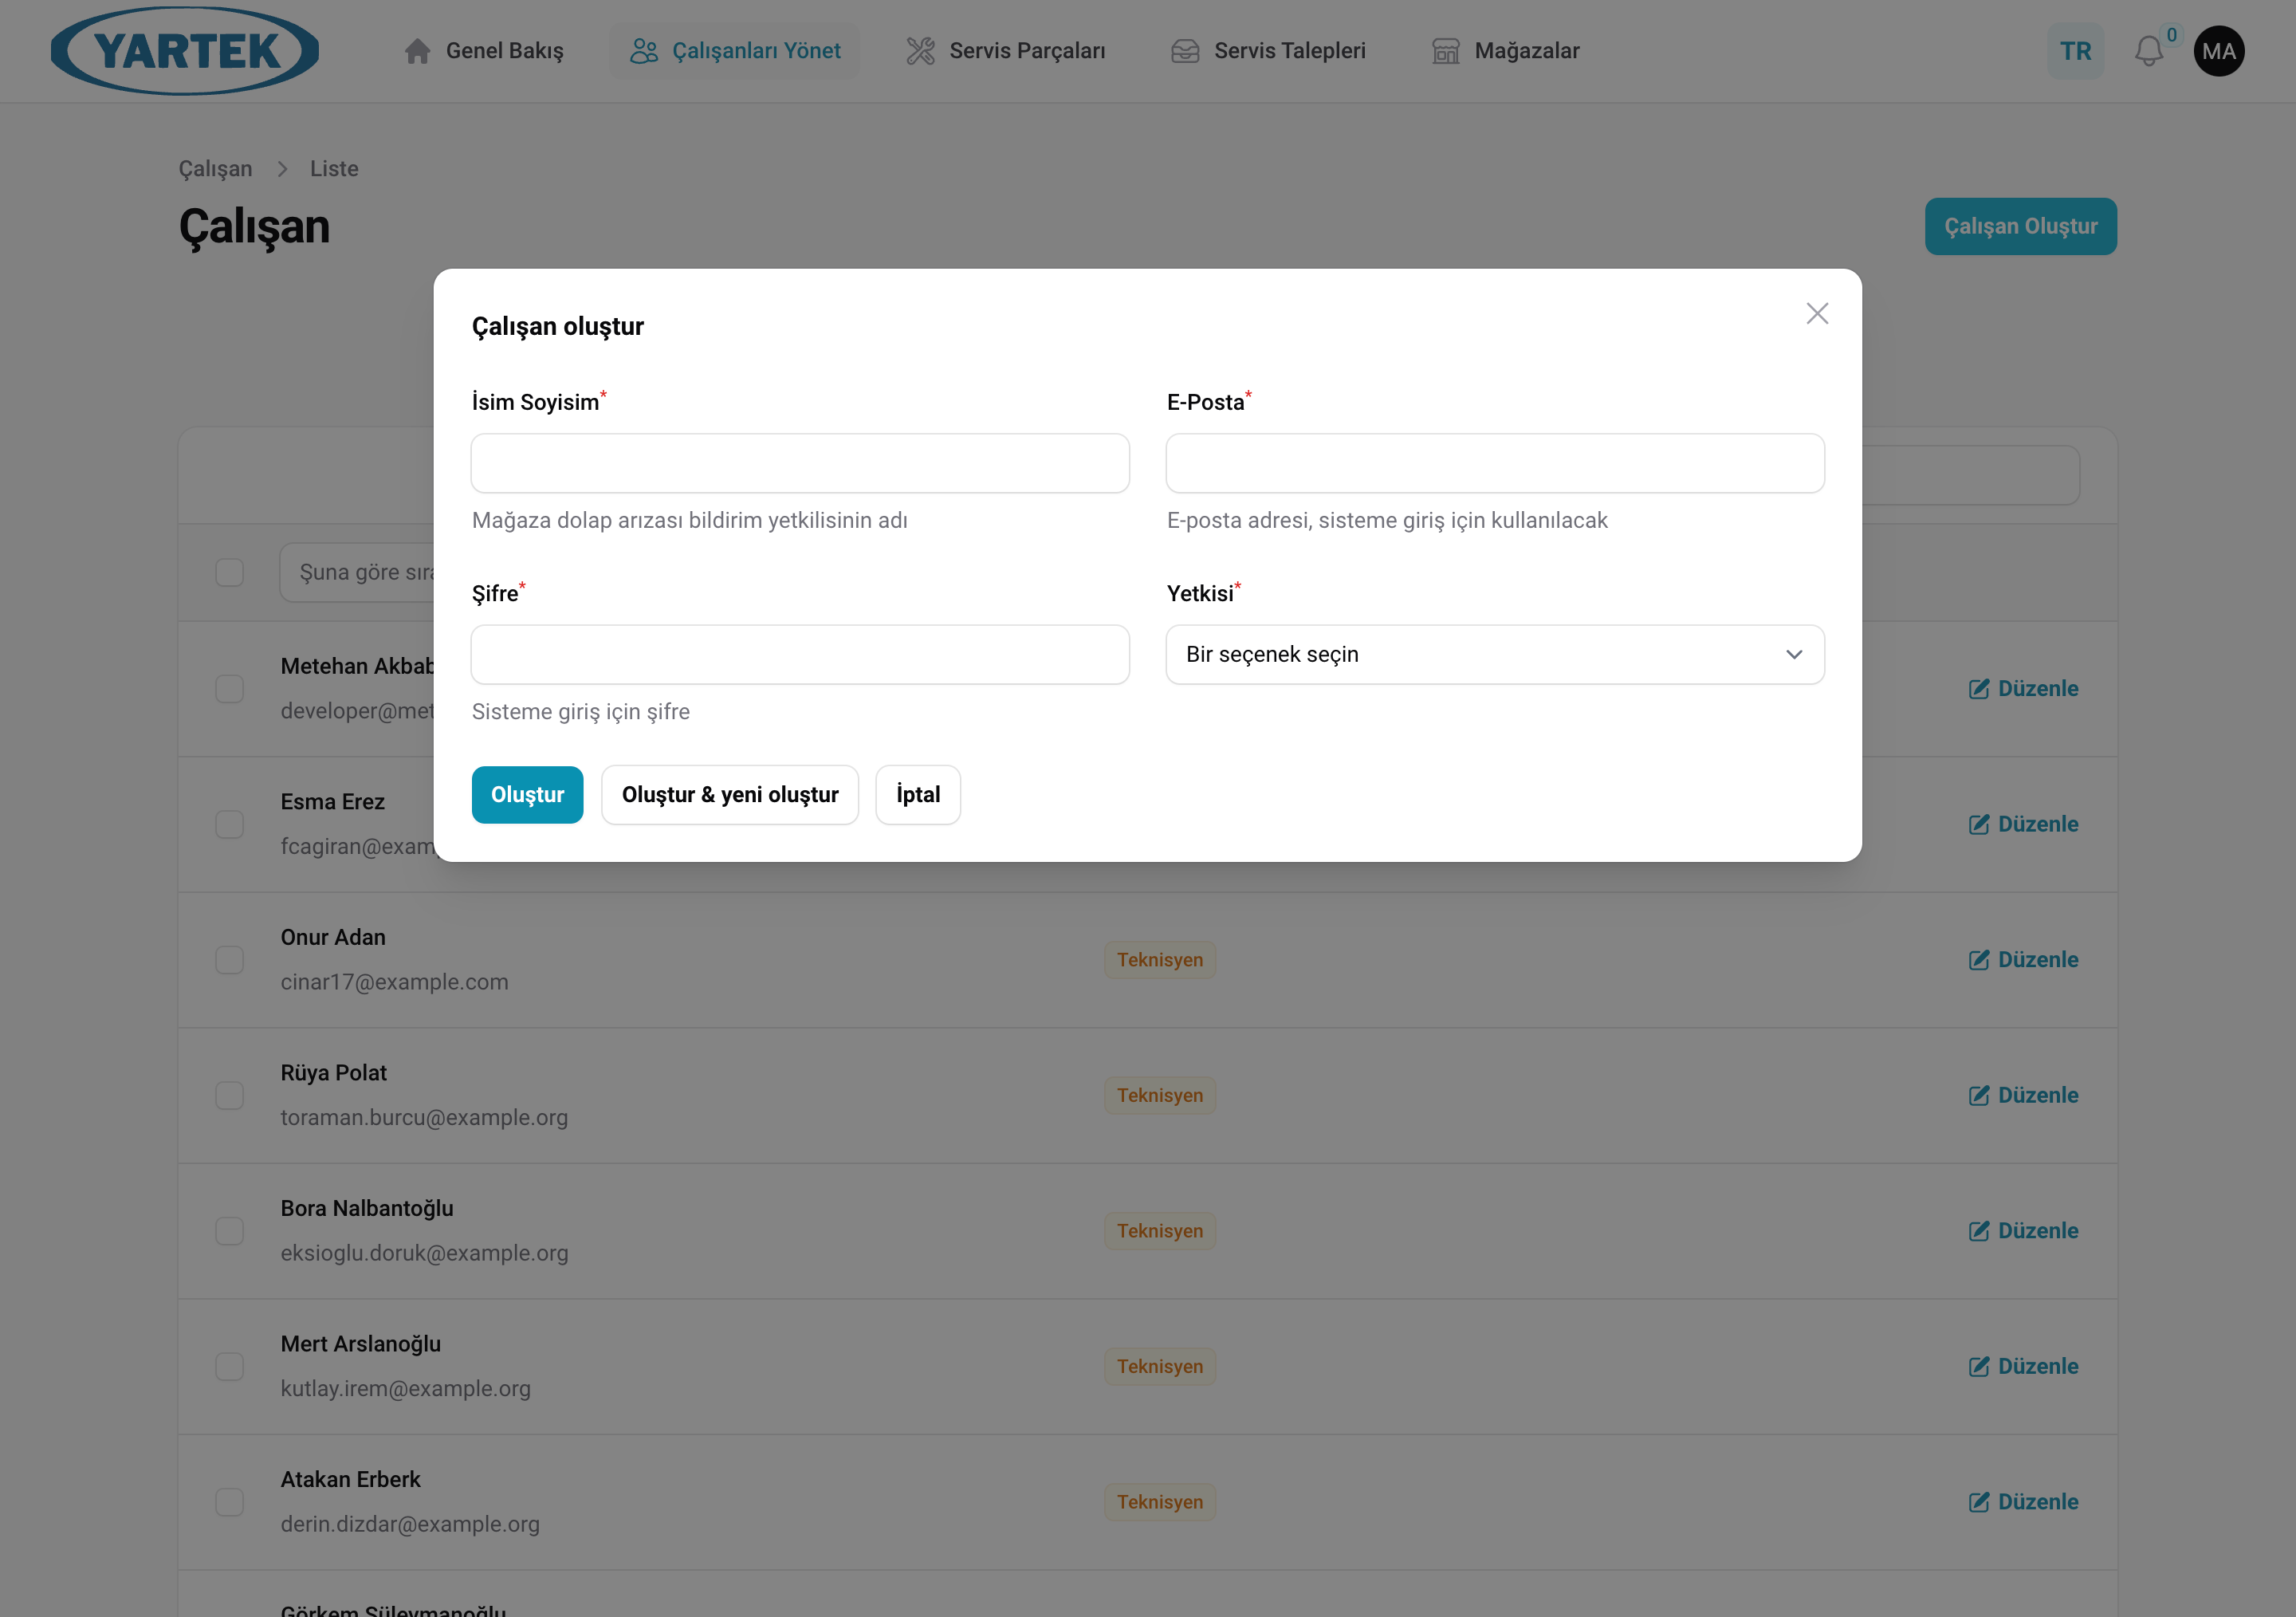 YARTEK
Genel Bakış
Çalışanları Yönet
Servis Parçaları
Servis Talepleri
Mağazalar
TR
0
MA
Çalışan
Liste
Çalışan
Çalışan Oluştur
Çalışan oluştur
İsim Soyisim*
E-Posta*
Mağaza dolap arızası bildirim yetkilisinin adı
E-posta adresi, sisteme giriş için kullanılacak
Şuna göre sıra
Şifre*
Yetkisi*
Bir seçenek seçin
Sisteme giriş için şifre
Oluştur
Oluştur & yeni oluştur
İptal
Metehan Akbab
developer@met
Düzenle
Esma Erez
fcagiran@exam
Düzenle
Onur Adan
cinar17@example.com
Teknisyen
Düzenle
Rüya Polat
toraman.burcu@example.org
Teknisyen
Düzenle
Bora Nalbantoğlu
eksioglu.doruk@example.org
Teknisyen
Düzenle
Mert Arslanoğlu
kutlay.irem@example.org
Teknisyen
Düzenle
Atakan Erberk
derin.dizdar@example.org
Teknisyen
Düzenle
Görkem Süleymanoğlu